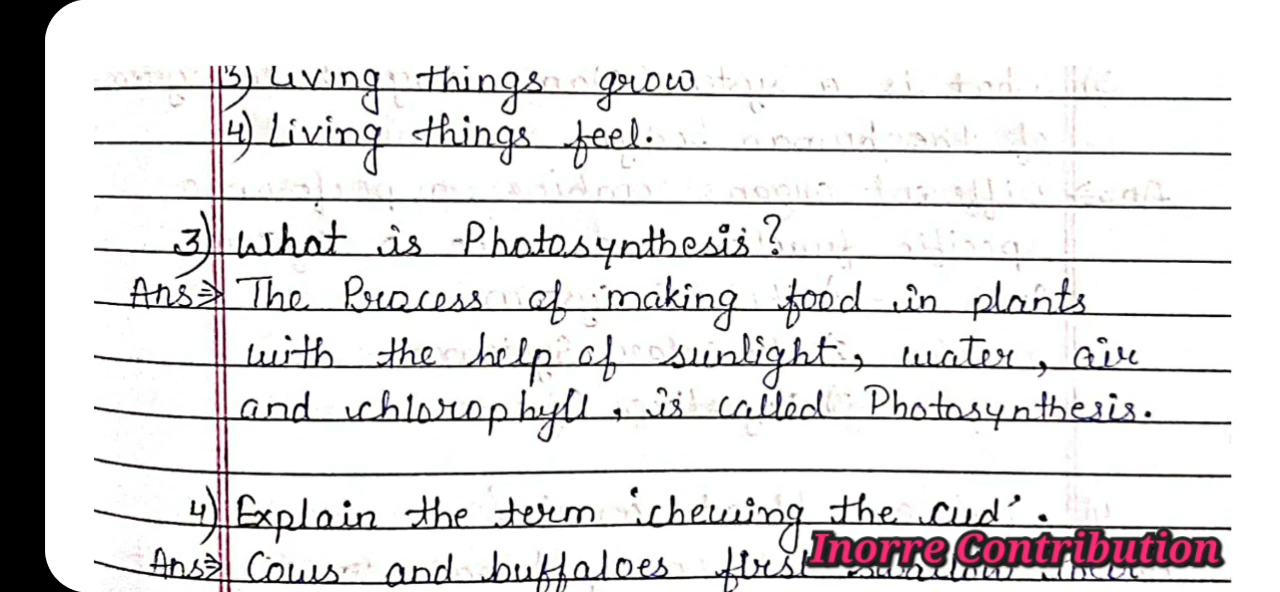 3) Living things grow
4) Living things feel.
3) What is Photosynthesis?
Ans⇒ The Process of making food in plants
with the help of sunlight, water, air
and chlorophyll, is called Photosynthesis.
4) Explain the term 'chewing the cud'.
Ans⇒ Cows and buffaloes first swallow their
Inorre Contribution